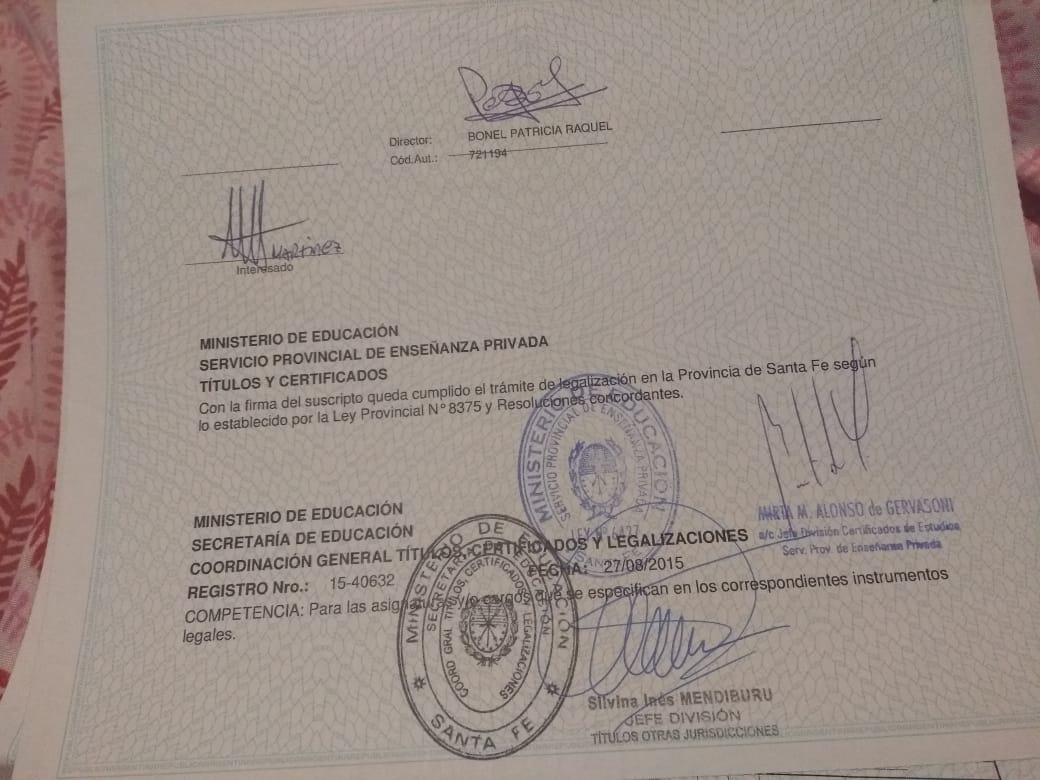 Director: BONEL PATRICIA RAQUEL
Cód.Aut.: 721194
MARTINEZ
Interesado
MINISTERIO DE EDUCACIÓN
SERVICIO PROVINCIAL DE ENSEÑANZA PRIVADA
TÍTULOS Y CERTIFICADOS
Con la firma del suscripto queda cumplido el trámite de legalización en la Provincia de Santa Fe según
lo establecido por la Ley Provincial Nº 8375 y Resoluciones concordantes.
MINISTERIO DE EDUCACIÓN
SERVICIO PROVINCIAL DE ENSEÑANZA PRIVADA
LEY Nº 6427
SANTA FE
MARTA M. ALONSO de GERVASONI
a/c Jefe División Certificados de Estudios
Serv. Prov. de Enseñanza Privada
MINISTERIO DE EDUCACIÓN
SECRETARÍA DE EDUCACIÓN
COORDINACIÓN GENERAL TÍTULOS, CERTIFICADOS Y LEGALIZACIONES
REGISTRO Nro.: 15-40632 FECHA: 27/08/2015
COMPETENCIA: Para las asignaturas y/o cargos que se especifican en los correspondientes instrumentos
legales.
MINISTERIO DE EDUCACIÓN
SECRETARIA DE EDUCACIÓN
COORD GRAL TITULOS, CERTIFICADOS Y LEGALIZACIONES
SANTA FE
Silvina Inés MENDIBURU
JEFE DIVISIÓN
TÍTULOS OTRAS JURISDICCIONES